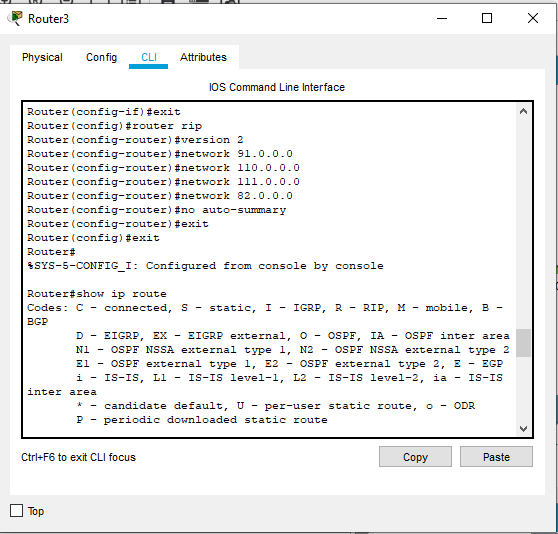 Router3
Physical Config CLI Attributes
IOS Command Line Interface
Router(config-if)#exit
Router(config)#router rip
Router(config-router)#version 2
Router(config-router)#network 91.0.0.0
Router(config-router)#network 110.0.0.0
Router(config-router)#network 111.0.0.0
Router(config-router)#network 82.0.0.0
Router(config-router)#no auto-summary
Router(config-router)#exit
Router(config)#exit
Router#
%SYS-5-CONFIG_I: Configured from console by console
Router#show ip route
Codes: C - connected, S - static, I - IGRP, R - RIP, M - mobile, B -
BGP
D - EIGRP, EX - EIGRP external, O - OSPF, IA - OSPF inter area
N1 - OSPF NSSA external type 1, N2 - OSPF NSSA external type 2
E1 - OSPF external type 1, E2 - OSPF external type 2, E - EGP
i - IS-IS, L1 - IS-IS level-1, L2 - IS-IS level-2, ia - IS-IS
inter area
* - candidate default, U - per-user static route, o - ODR
P - periodic downloaded static route
Ctrl+F6 to exit CLI focus
Copy Paste
Top